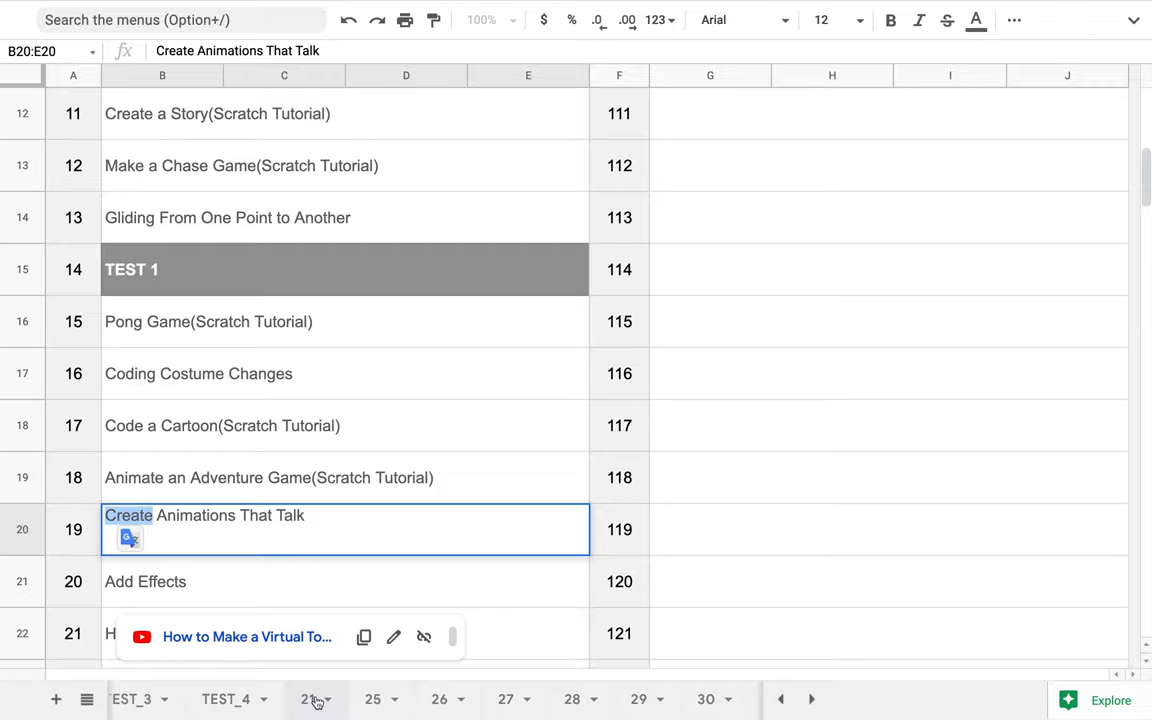 Search the menus (Option+/)
100%
$
%
.0
.00
123
Arial
12
B
I
S
A
B20:E20
fx
Create Animations That Talk
A B C D E F G H I J
12 11 Create a Story(Scratch Tutorial) 111
13 12 Make a Chase Game(Scratch Tutorial) 112
14 13 Gliding From One Point to Another 113
15 14 TEST 1 114
16 15 Pong Game(Scratch Tutorial) 115
17 16 Coding Costume Changes 116
18 17 Code a Cartoon(Scratch Tutorial) 117
19 18 Animate an Adventure Game(Scratch Tutorial) 118
20 19 Create Animations That Talk 119
21 20 Add Effects 120
22 21 H 121
How to Make a Virtual To...
EST_3 TEST_4 25 26 27 28 29 30 Explore